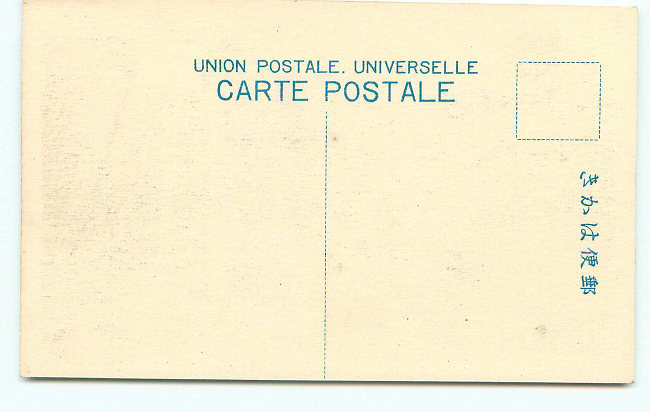 UNION POSTALE. UNIVERSELLE
CARTE POSTALE
郵便はかき